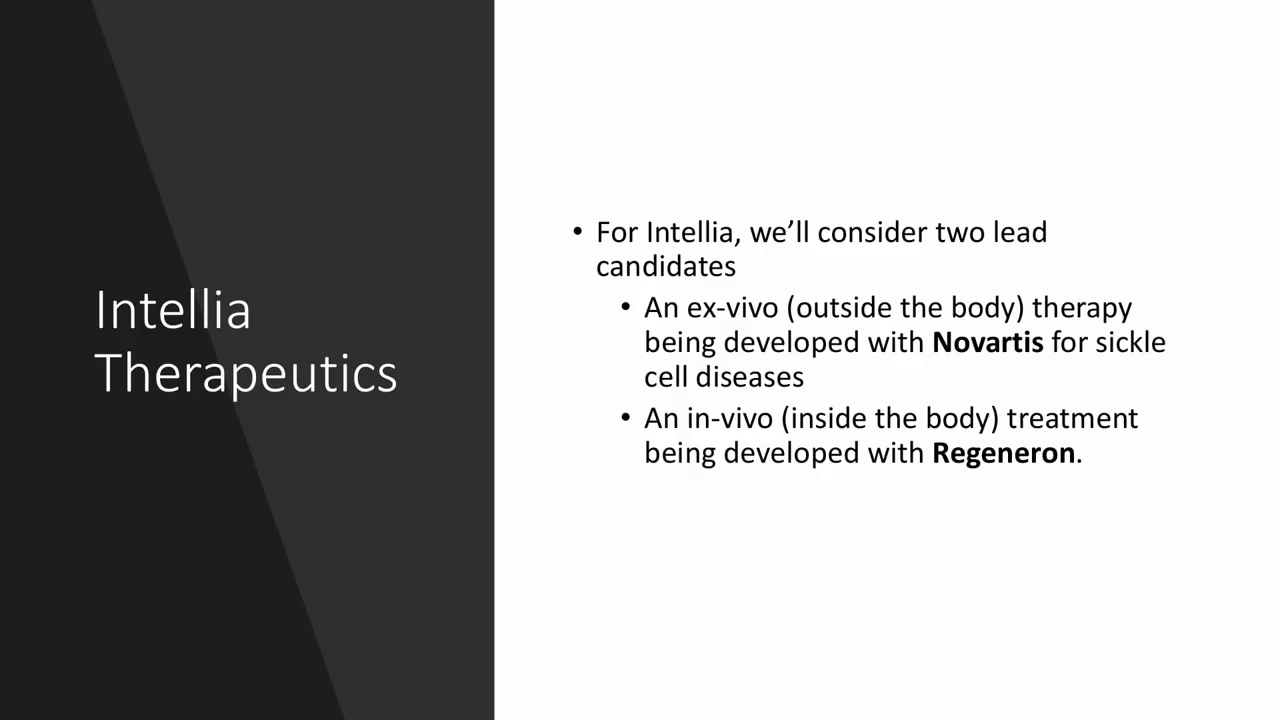 Intellia
Therapeutics
• For Intellia, we’ll consider two lead
candidates
• An ex-vivo (outside the body) therapy
being developed with Novartis for sickle
cell diseases
• An in-vivo (inside the body) treatment
being developed with Regeneron.